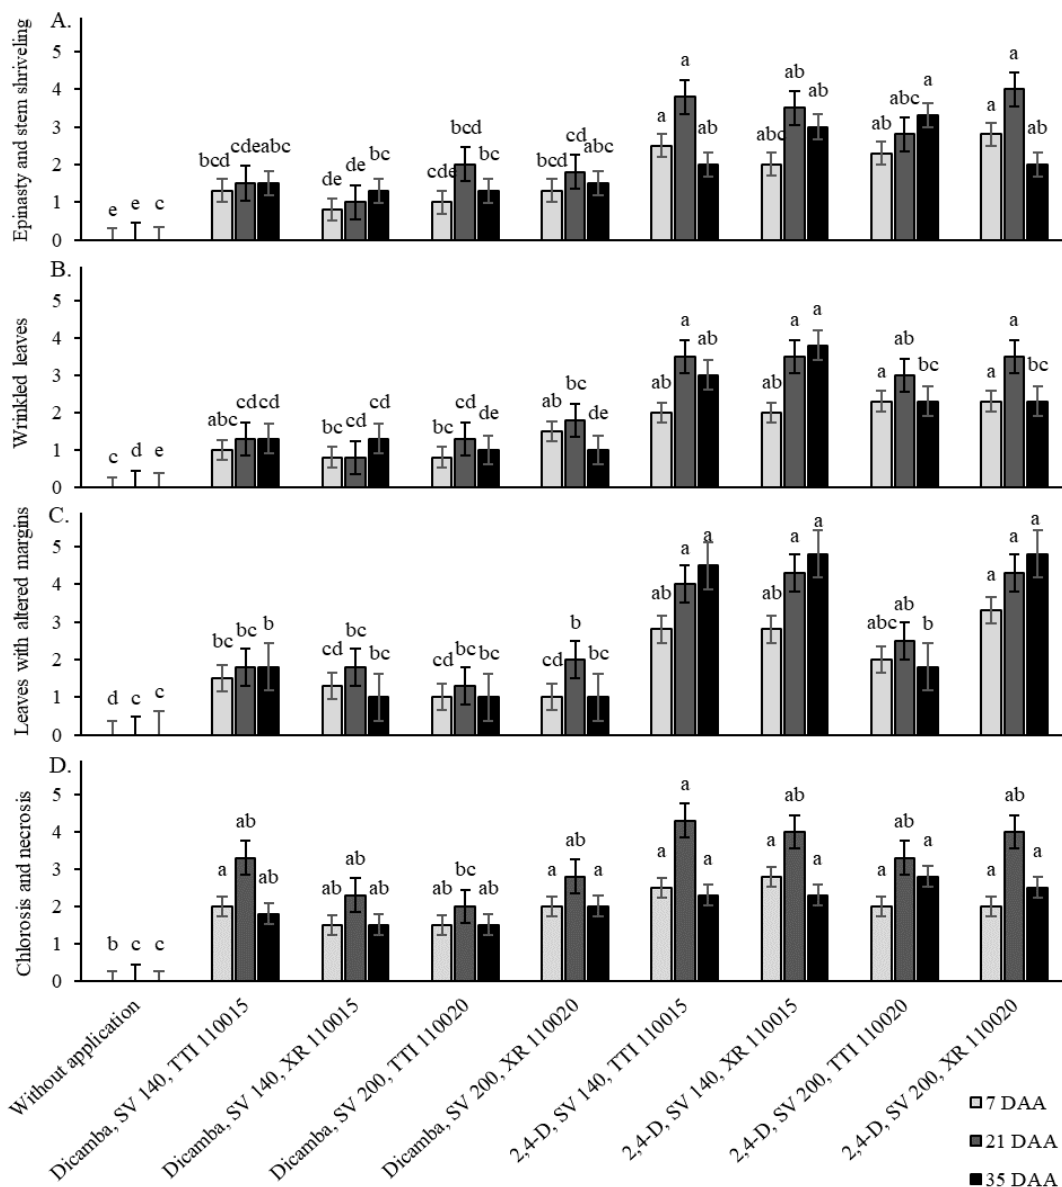 A.
Epinasty and stem shriveling
5
4
3
2
1
0
e e c
bcd cde abc
de de bc
cde bcd bc
bcd cd abc
a a ab
abc ab ab
ab abc a
a a ab
B.
Wrinkled leaves
5
4
3
2
1
0
c d e
abc cd cd
bc cd cd
bc cd de
ab bc de
ab a ab
ab a a
a ab bc
a a bc
C.
Leaves with altered margins
5
4
3
2
1
0
d c c
bc bc b
cd bc bc
cd bc bc
cd b bc
ab a a
ab a a
abc ab b
a a a
D.
Chlorosis and necrosis
5
4
3
2
1
0
b c c
a ab ab
ab ab ab
ab bc ab
a ab a
a a a
a ab a
a ab a
a ab a
Without application
Dicamba, SV 140, TTI 110015
Dicamba, SV 140, XR 110015
Dicamba, SV 200, TTI 110020
Dicamba, SV 200, XR 110020
2,4-D, SV 140, TTI 110015
2,4-D, SV 140, XR 110015
2,4-D, SV 200, TTI 110020
2,4-D, SV 200, XR 110020
7 DAA
21 DAA
35 DAA